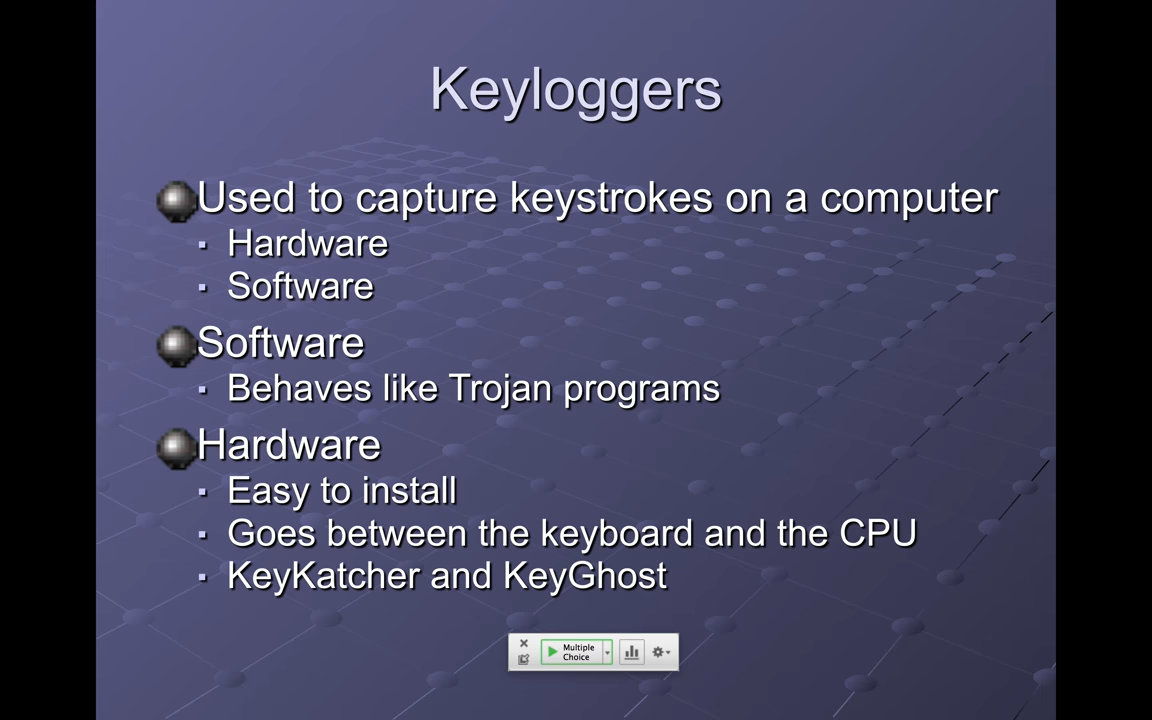 Keyloggers
Used to capture keystrokes on a computer
Hardware
Software
Software
Behaves like Trojan programs
Hardware
Easy to install
Goes between the keyboard and the CPU
KeyKatcher and KeyGhost
Multiple
Choice